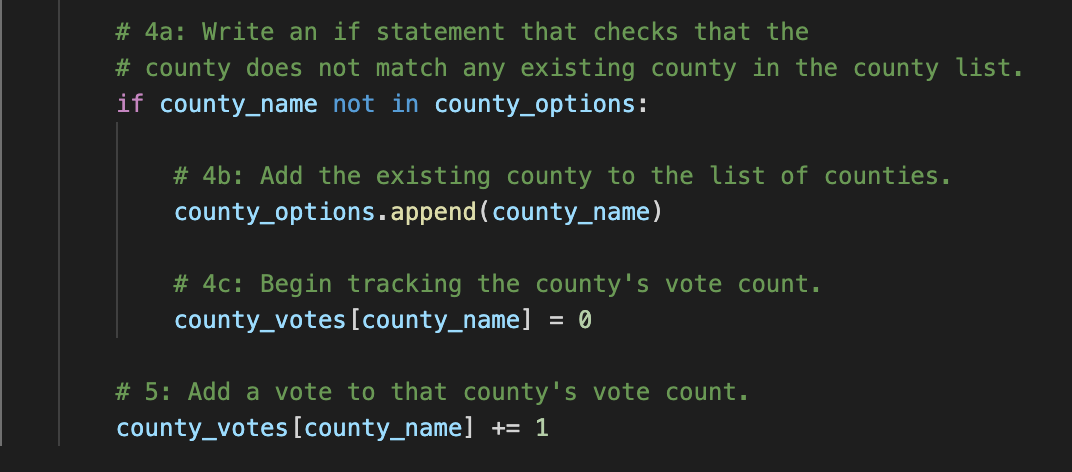 # 4a: Write an if statement that checks that the
# county does not match any existing county in the county list.
if county_name not in county_options:
# 4b: Add the existing county to the list of counties.
county_options.append(county_name)
# 4c: Begin tracking the county's vote count.
county_votes[county_name] = 0
# 5: Add a vote to that county's vote count.
county_votes[county_name] += 1